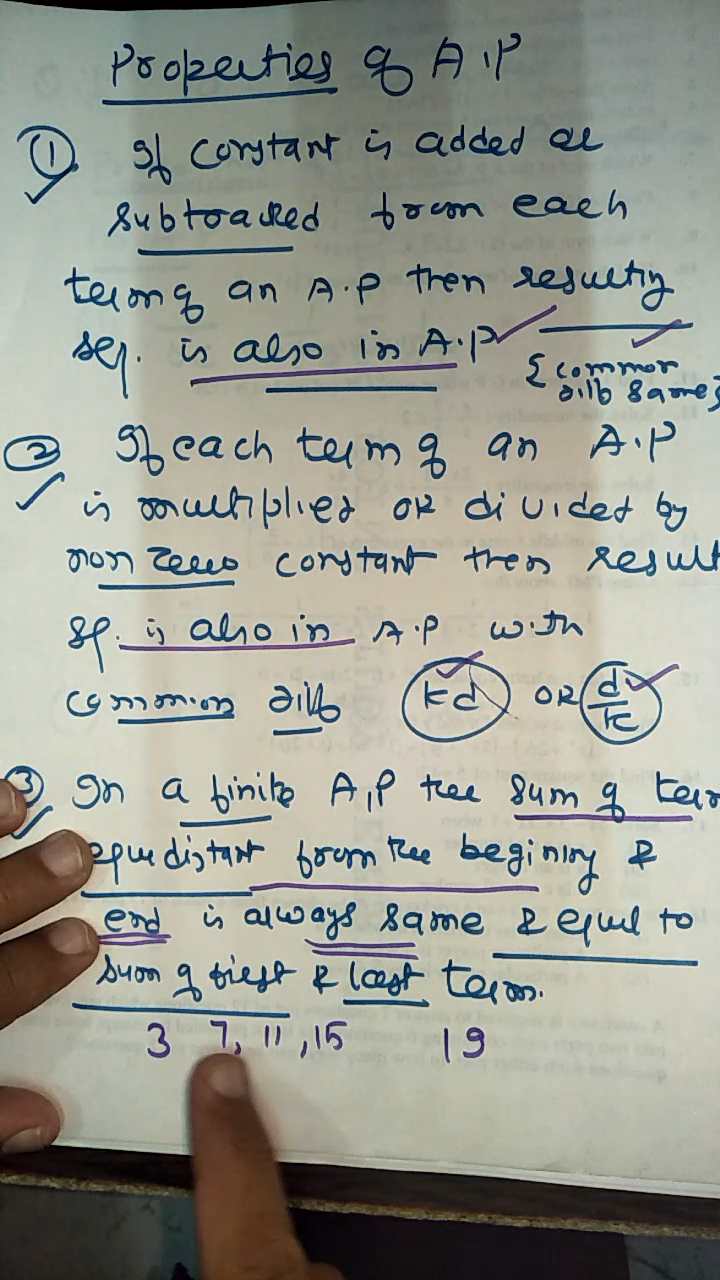 Properties of A.P
① If constant is added or
subtracted from each
term of an A.P then resulting
seq. is also in A.P {common
diff same}
② If each term of an A.P
is multiplied OR divided by
non zero constant then result
sq. is also in A.P with
common diff kd OR d/k
③ In a finite A.P the sum of ter
equidistant from the begining &
end is always same & equl to
sum of first & last term.
3 7, 11, 15 19